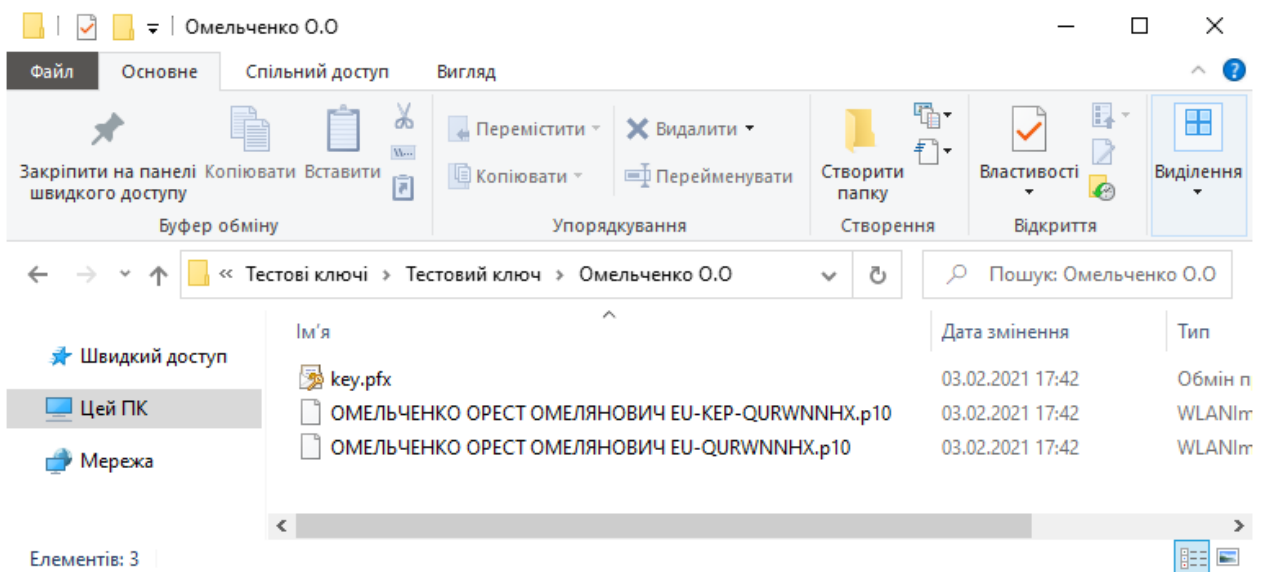 Омельченко О.О
Файл Основне Спільний доступ Вигляд
Закріпити на панелі швидкого доступу
Копіювати
Вставити
Буфер обміну
Перемістити
Копіювати
Видалити
Перейменувати
Упорядкування
Створити папку
Створення
Властивості
Відкриття
Виділення
« Тестові ключі > Тестовий ключ > Омельченко О.О
Пошук: Омельченко О.О
Швидкий доступ
Цей ПК
Мережа
Ім'я Дата змінення Тип
key.pfx 03.02.2021 17:42 Обмін п
ОМЕЛЬЧЕНКО ОРЕСТ ОМЕЛЯНОВИЧ EU-KEP-QURWNNHX.p10 03.02.2021 17:42 WLANIm
ОМЕЛЬЧЕНКО ОРЕСТ ОМЕЛЯНОВИЧ EU-QURWNNHX.p10 03.02.2021 17:42 WLANIm
Елементів: 3